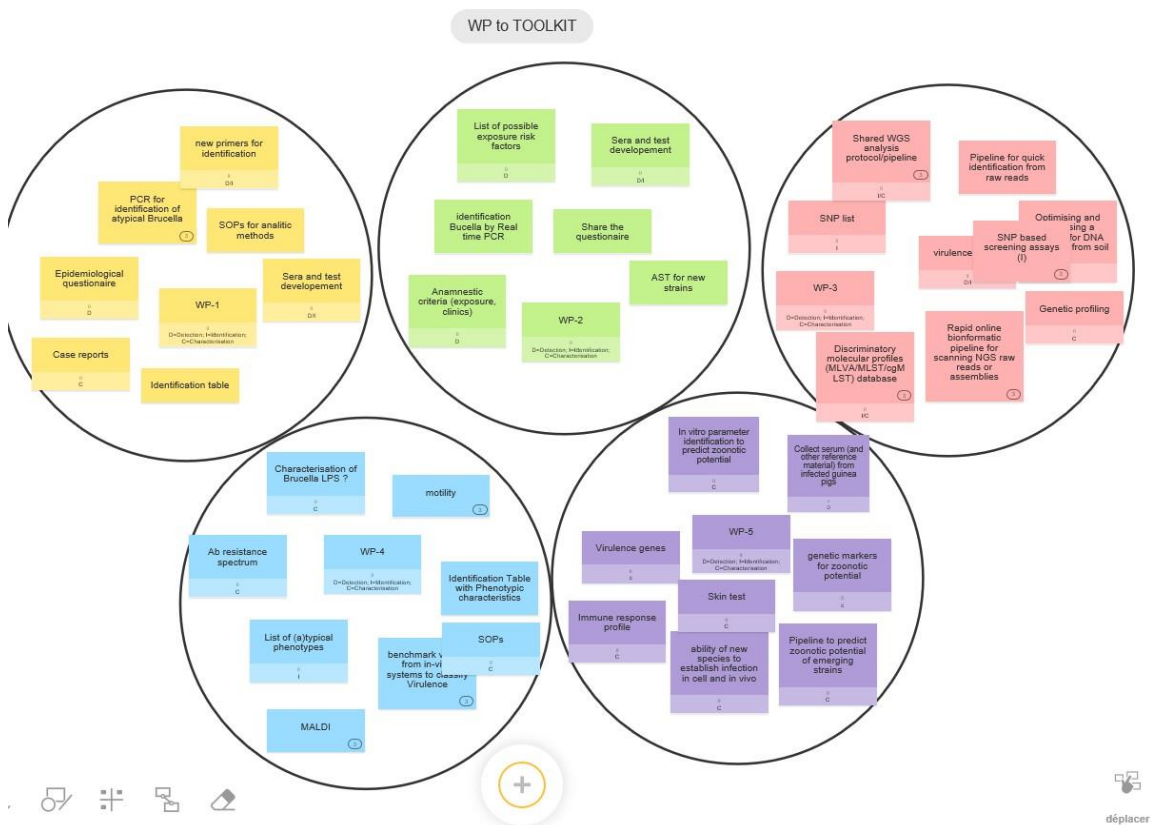 WP to TOOLKIT
new primers for
identification
D/I
PCR for
identification of
atypical Brucella
SOPs for analitic
methods
Epidemiological
questionaire
D
WP-1
D=Detection; I=Identification;
C=Characterisation
Sera and test
developement
D/I
Case reports
C
Identification table
List of possible
exposure risk
factors
D
Sera and test
developement
D/I
identification
Bucella by Real
time PCR
Share the
questionaire
AST for new
strains
Anamnestic
criteria (exposure,
clinics)
D
WP-2
D=Detection; I=Identification;
C=Characterisation
Shared WGS
analysis
protocol/pipeline
I/C
Pipeline for quick
identification from
raw reads
SNP list
I
virulence
D/I
SNP based
screening assays
(I)
Optimising and
for DNA
from soil
WP-3
D=Detection; I=Identification;
C=Characterisation
Genetic profiling
C
Discriminatory
molecular profiles
(MLVA/MLST/cgM
LST) database
I/C
Rapid online
bionformatic
pipeline for
scanning NGS raw
reads or
assemblies
Characterisation of
Brucella LPS ?
C
motility
Ab resistance
spectrum
C
WP-4
D=Detection; I=Identification;
C=Characterisation
Identification Table
with Phenotypic
characteristics
List of (a)typical
phenotypes
I
benchmark
from
systems to classify
Virulence
SOPs
C
MALDI
In vitro parameter
identification to
predict zoonotic
potential
C
Collect serum (and
other reference
material) from
infected guinea
pigs
Virulence genes
WP-5
D=Detection; I=Identification;
C=Characterisation
genetic markers
for zoonotic
potential
Immune response
profile
C
Skin test
C
ability of new
species to
establish infection
in cell and in vivo
C
Pipeline to predict
zoonotic potential
of emerging
strains
C
déplacer